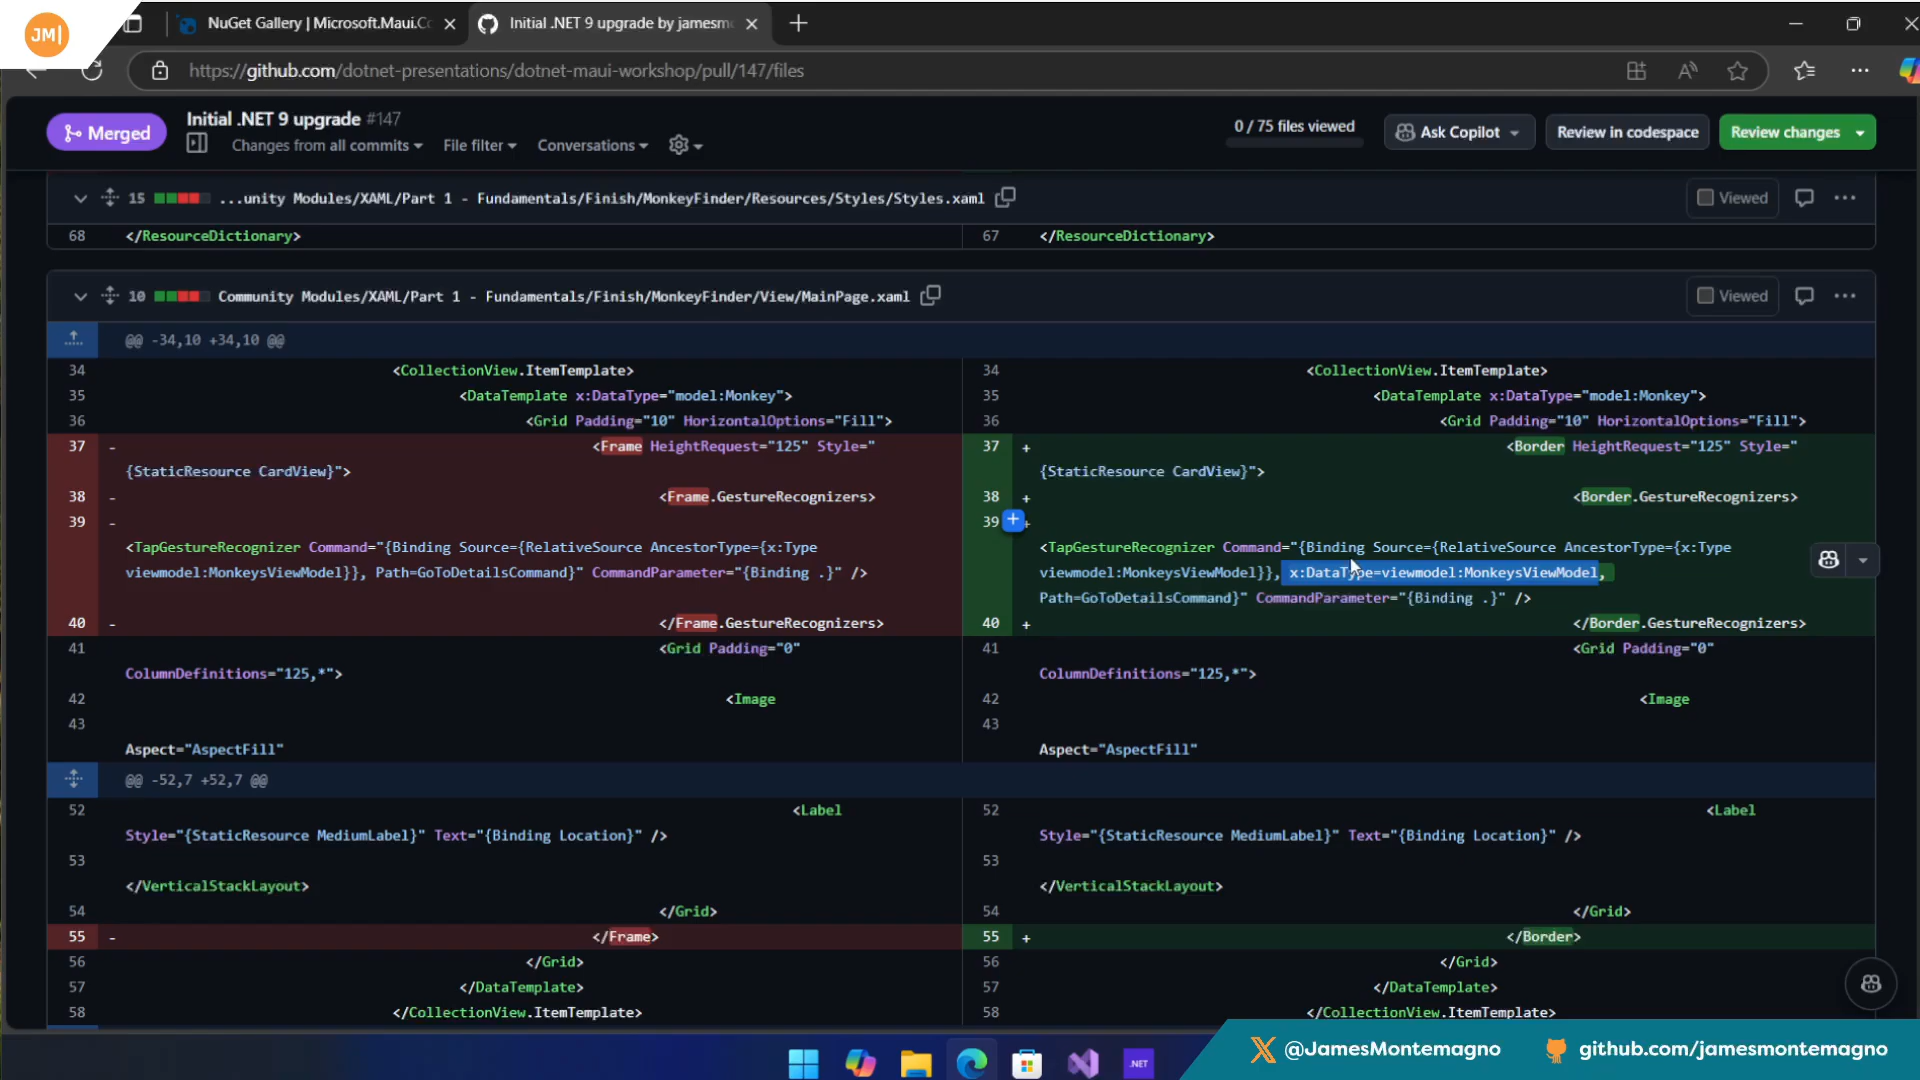 JM|
NuGet Gallery | Microsoft.Maui.Co
Initial .NET 9 upgrade by jamesmo
https://github.com/dotnet-presentations/dotnet-maui-workshop/pull/147/files
Merged
Initial .NET 9 upgrade #147
Changes from all commits
File filter
Conversations
0 / 75 files viewed
Ask Copilot
Review in codespace
Review changes
15 ...unity Modules/XAML/Part 1 - Fundamentals/Finish/MonkeyFinder/Resources/Styles/Styles.xaml
Viewed
68 </ResourceDictionary>
67 </ResourceDictionary>
10 Community Modules/XAML/Part 1 - Fundamentals/Finish/MonkeyFinder/View/MainPage.xaml
Viewed
@@ -34,10 +34,10 @@
34 <CollectionView.ItemTemplate>
35 <DataTemplate x:DataType="model:Monkey">
36 <Grid Padding="10" HorizontalOptions="Fill">
37 - <Frame HeightRequest="125" Style="
{StaticResource CardView}">
38 - <Frame.GestureRecognizers>
39 -
<TapGestureRecognizer Command="{Binding Source={RelativeSource AncestorType={x:Type
viewmodel:MonkeysViewModel}}, Path=GoToDetailsCommand}" CommandParameter="{Binding .}" />
40 - </Frame.GestureRecognizers>
41 <Grid Padding="0"
ColumnDefinitions="125,*">
42 <Image
43
Aspect="AspectFill"
34 <CollectionView.ItemTemplate>
35 <DataTemplate x:DataType="model:Monkey">
36 <Grid Padding="10" HorizontalOptions="Fill">
37 + <Border HeightRequest="125" Style="
{StaticResource CardView}">
38 + <Border.GestureRecognizers>
39 +
<TapGestureRecognizer Command="{Binding Source={RelativeSource AncestorType={x:Type
viewmodel:MonkeysViewModel}}, x:DataType=viewmodel:MonkeysViewModel,
Path=GoToDetailsCommand}" CommandParameter="{Binding .}" />
40 + </Border.GestureRecognizers>
41 <Grid Padding="0"
ColumnDefinitions="125,*">
42 <Image
43
Aspect="AspectFill"
@@ -52,7 +52,7 @@
52 <Label
Style="{StaticResource MediumLabel}" Text="{Binding Location}" />
53
</VerticalStackLayout>
54 </Grid>
55 - </Frame>
56 </Grid>
57 </DataTemplate>
58 </CollectionView.ItemTemplate>
52 <Label
Style="{StaticResource MediumLabel}" Text="{Binding Location}" />
53
</VerticalStackLayout>
54 </Grid>
55 + </Border>
56 </Grid>
57 </DataTemplate>
58 </CollectionView.ItemTemplate>
.NET
@JamesMontemagno
github.com/jamesmontemagno